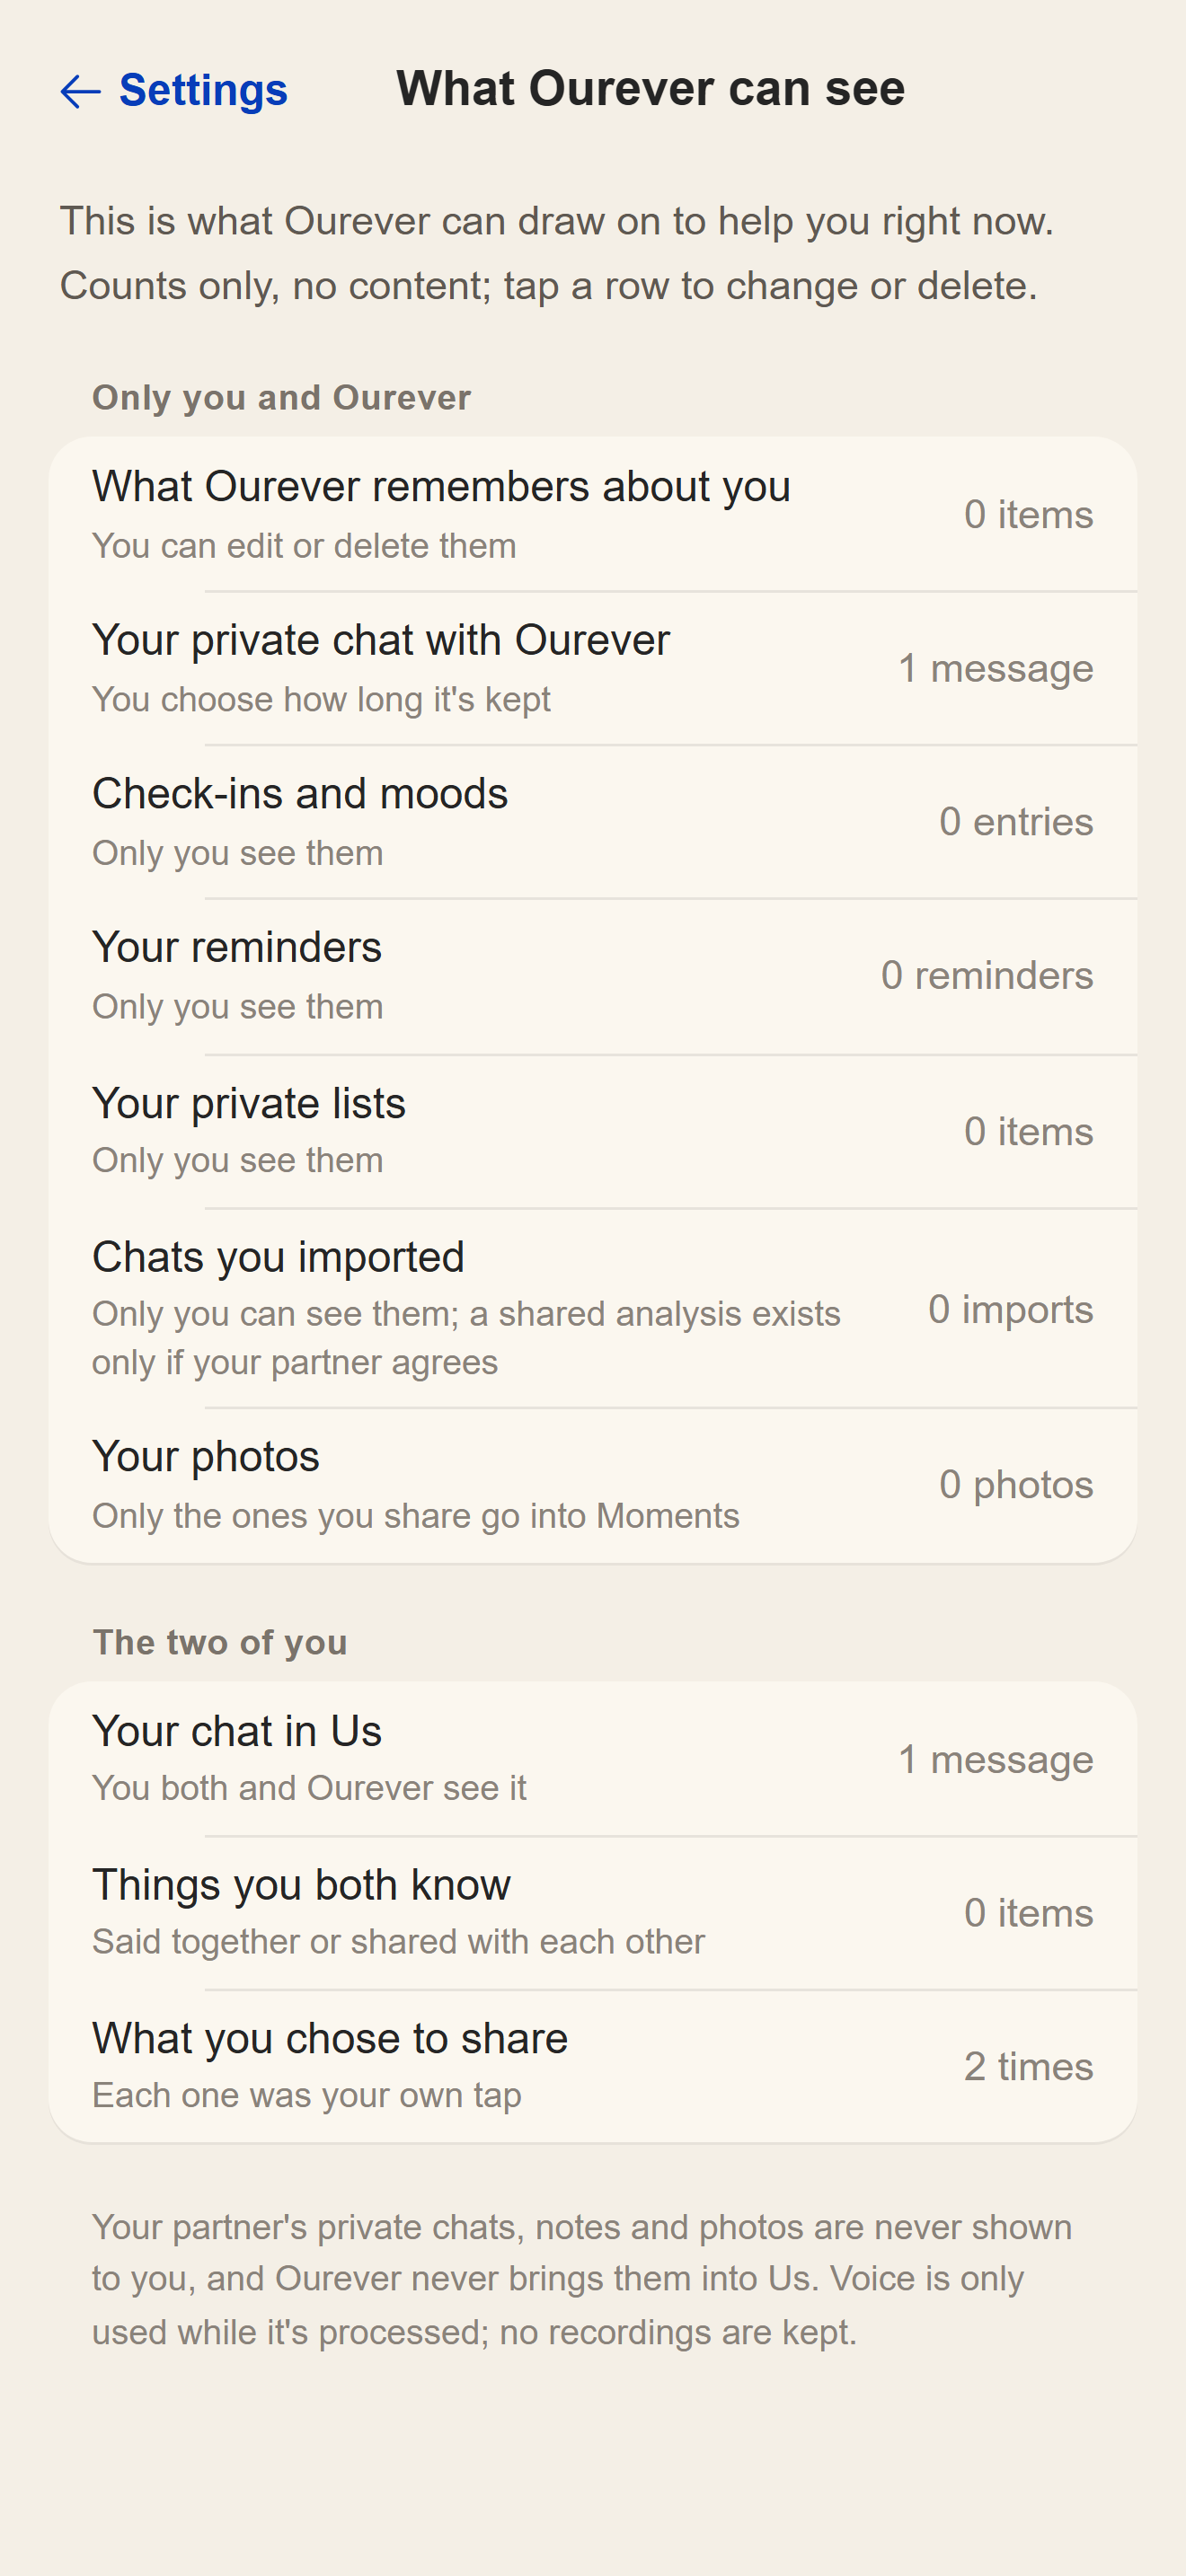 ← Settings
What Ourever can see
This is what Ourever can draw on to help you right now.
Counts only, no content; tap a row to change or delete.
Only you and Ourever
What Ourever remembers about you
You can edit or delete them
0 items
Your private chat with Ourever
You choose how long it's kept
1 message
Check-ins and moods
Only you see them
0 entries
Your reminders
Only you see them
0 reminders
Your private lists
Only you see them
0 items
Chats you imported
Only you can see them; a shared analysis exists
only if your partner agrees
0 imports
Your photos
Only the ones you share go into Moments
0 photos
The two of you
Your chat in Us
You both and Ourever see it
1 message
Things you both know
Said together or shared with each other
0 items
What you chose to share
Each one was your own tap
2 times
Your partner's private chats, notes and photos are never shown
to you, and Ourever never brings them into Us. Voice is only
used while it's processed; no recordings are kept.